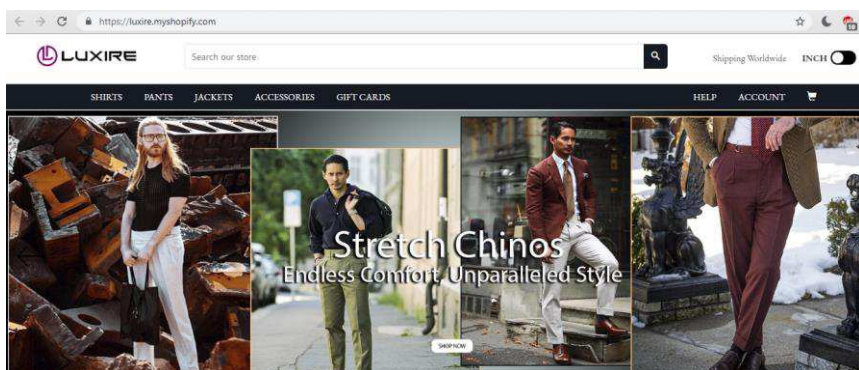 https://luxire.myshopify.com
LUXIRE
Search our store
Shipping Worldwide INCH
SHIRTS PANTS JACKETS ACCESSORIES GIFT CARDS HELP ACCOUNT
Stretch Chinos
Endless Comfort, Unparalleled Style
SHOP NOW